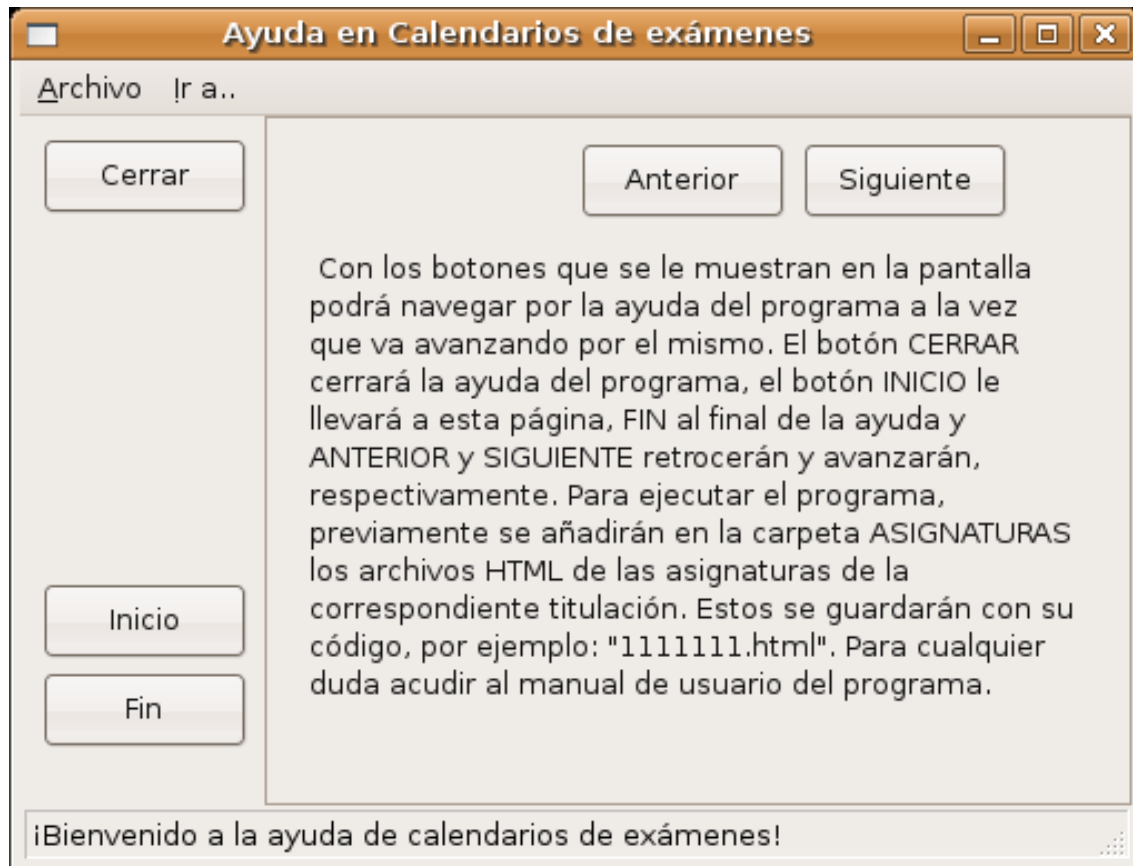 Ayuda en Calendarios de exámenes
Archivo Ir a..
Cerrar
Anterior Siguiente
Con los botones que se le muestran en la pantalla
podrá navegar por la ayuda del programa a la vez
que va avanzando por el mismo. El botón CERRAR
cerrará la ayuda del programa, el botón INICIO le
llevará a esta página, FIN al final de la ayuda y
ANTERIOR y SIGUIENTE retrocerán y avanzarán,
respectivamente. Para ejecutar el programa,
previamente se añadirán en la carpeta ASIGNATURAS
los archivos HTML de las asignaturas de la
correspondiente titulación. Estos se guardarán con su
código, por ejemplo: "1111111.html". Para cualquier
duda acudir al manual de usuario del programa.
Inicio
Fin
¡Bienvenido a la ayuda de calendarios de exámenes!